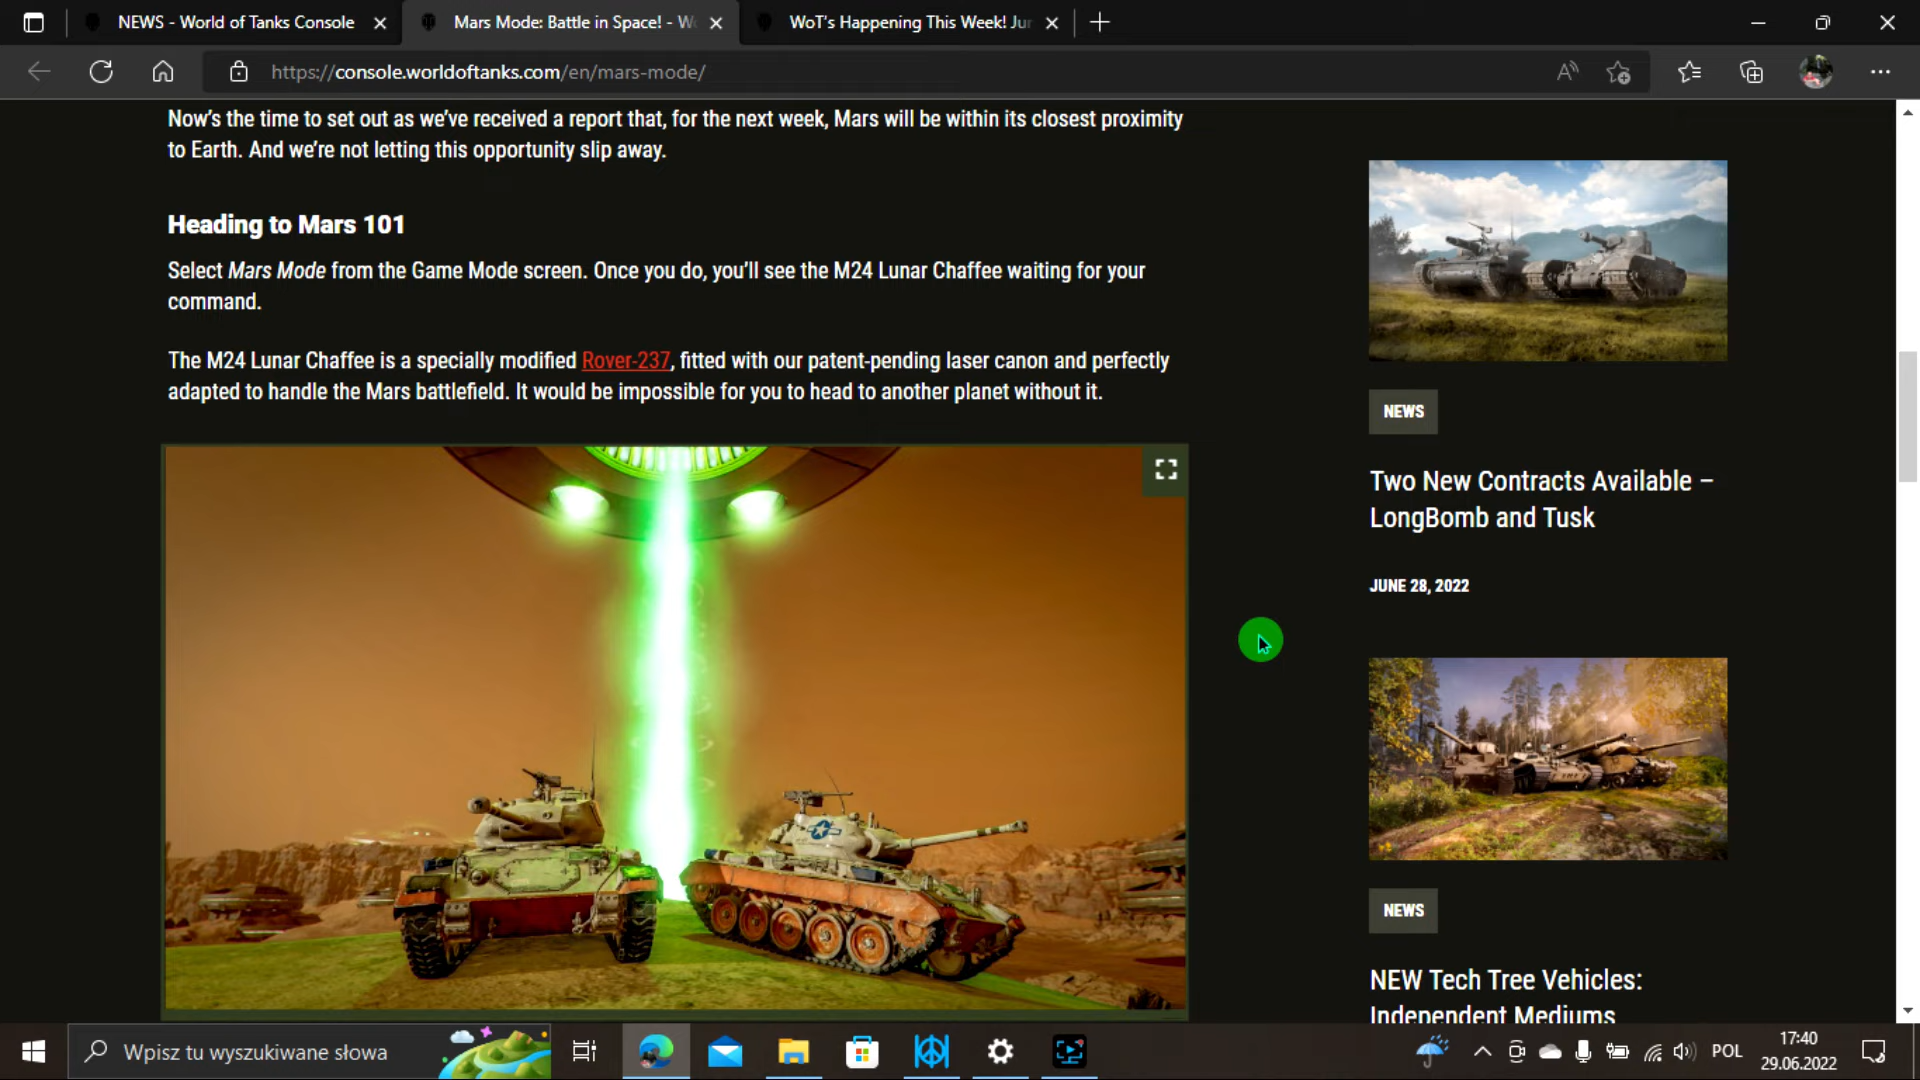 NEWS - World of Tanks Console
Mars Mode: Battle in Space! - W
WoT's Happening This Week! Ju
https://console.worldoftanks.com/en/mars-mode/
Now's the time to set out as we've received a report that, for the next week, Mars will be within its closest proximity
to Earth. And we're not letting this opportunity slip away.
Heading to Mars 101
Select Mars Mode from the Game Mode screen. Once you do, you'll see the M24 Lunar Chaffee waiting for your
command.
The M24 Lunar Chaffee is a specially modified Rover-237, fitted with our patent-pending laser canon and perfectly
adapted to handle the Mars battlefield. It would be impossible for you to head to another planet without it.
NEWS
Two New Contracts Available –
LongBomb and Tusk
JUNE 28, 2022
NEWS
NEW Tech Tree Vehicles:
Independent Mediums
Wpisz tu wyszukiwane słowa
POL
17:40
29.06.2022